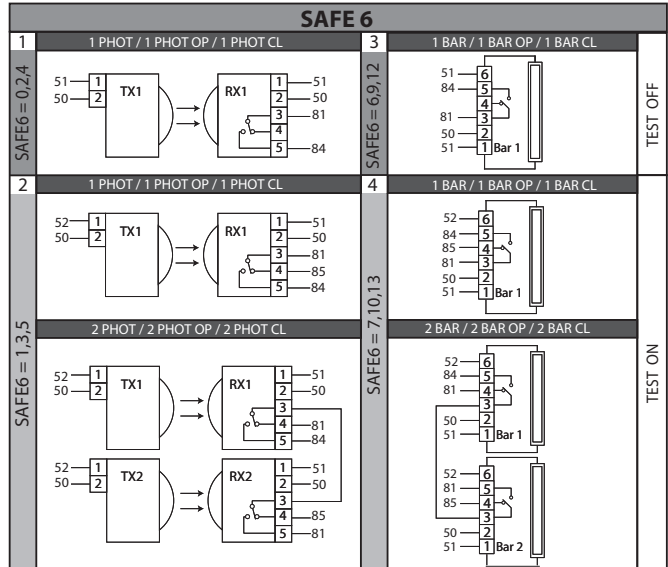 SAFE 6
1
1 PHOT / 1 PHOT OP / 1 PHOT CL
SAFE6 = 0,2,4
51 1 TX1 RX1 1 51
50 2 2 50
3 81
4
5 84
3
1 BAR / 1 BAR OP / 1 BAR CL
SAFE6 = 6,9,12
51 6
84 5
4
81 3
50 2
51 1 Bar 1
TEST OFF
2
1 PHOT / 1 PHOT OP / 1 PHOT CL
SAFE6 = 1,3,5
52 1 TX1 RX1 1 51
50 2 2 50
3 81
4 85
5 84
2 PHOT / 2 PHOT OP / 2 PHOT CL
52 1 TX1 RX1 1 51
50 2 2 50
3
4 81
5 84
52 1 TX2 RX2 1 51
50 2 2 50
3
4 85
5 81
4
1 BAR / 1 BAR OP / 1 BAR CL
SAFE6 = 7,10,13
52 6
84 5
85 4
81 3
50 2
51 1 Bar 1
2 BAR / 2 BAR OP / 2 BAR CL
52 6
84 5
81 4
3
50 2
51 1 Bar 1
52 6
81 5
85 4
3
50 2
51 1 Bar 2
TEST ON